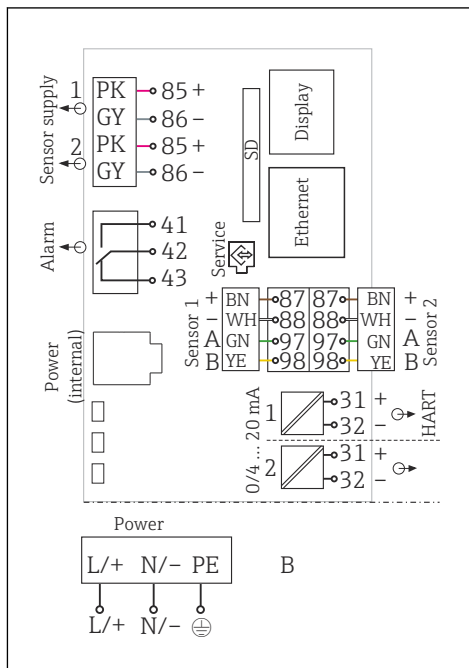 Sensor supply
1 PK 85 +
GY 86 −
2 PK 85 +
GY 86 −
Display
SD
Ethernet
Alarm
41
42
43
Service
Power
(internal)
Sensor 1
+ BN 87 87 BN +
− WH 88 88 WH −
A GN 97 97 GN A
B YE 98 98 YE B
Sensor 2
0/4 ... 20 mA
1 31 +
32 −
HART
2 31 +
32 −
Power
L/+ N/− PE
B
L/+ N/−